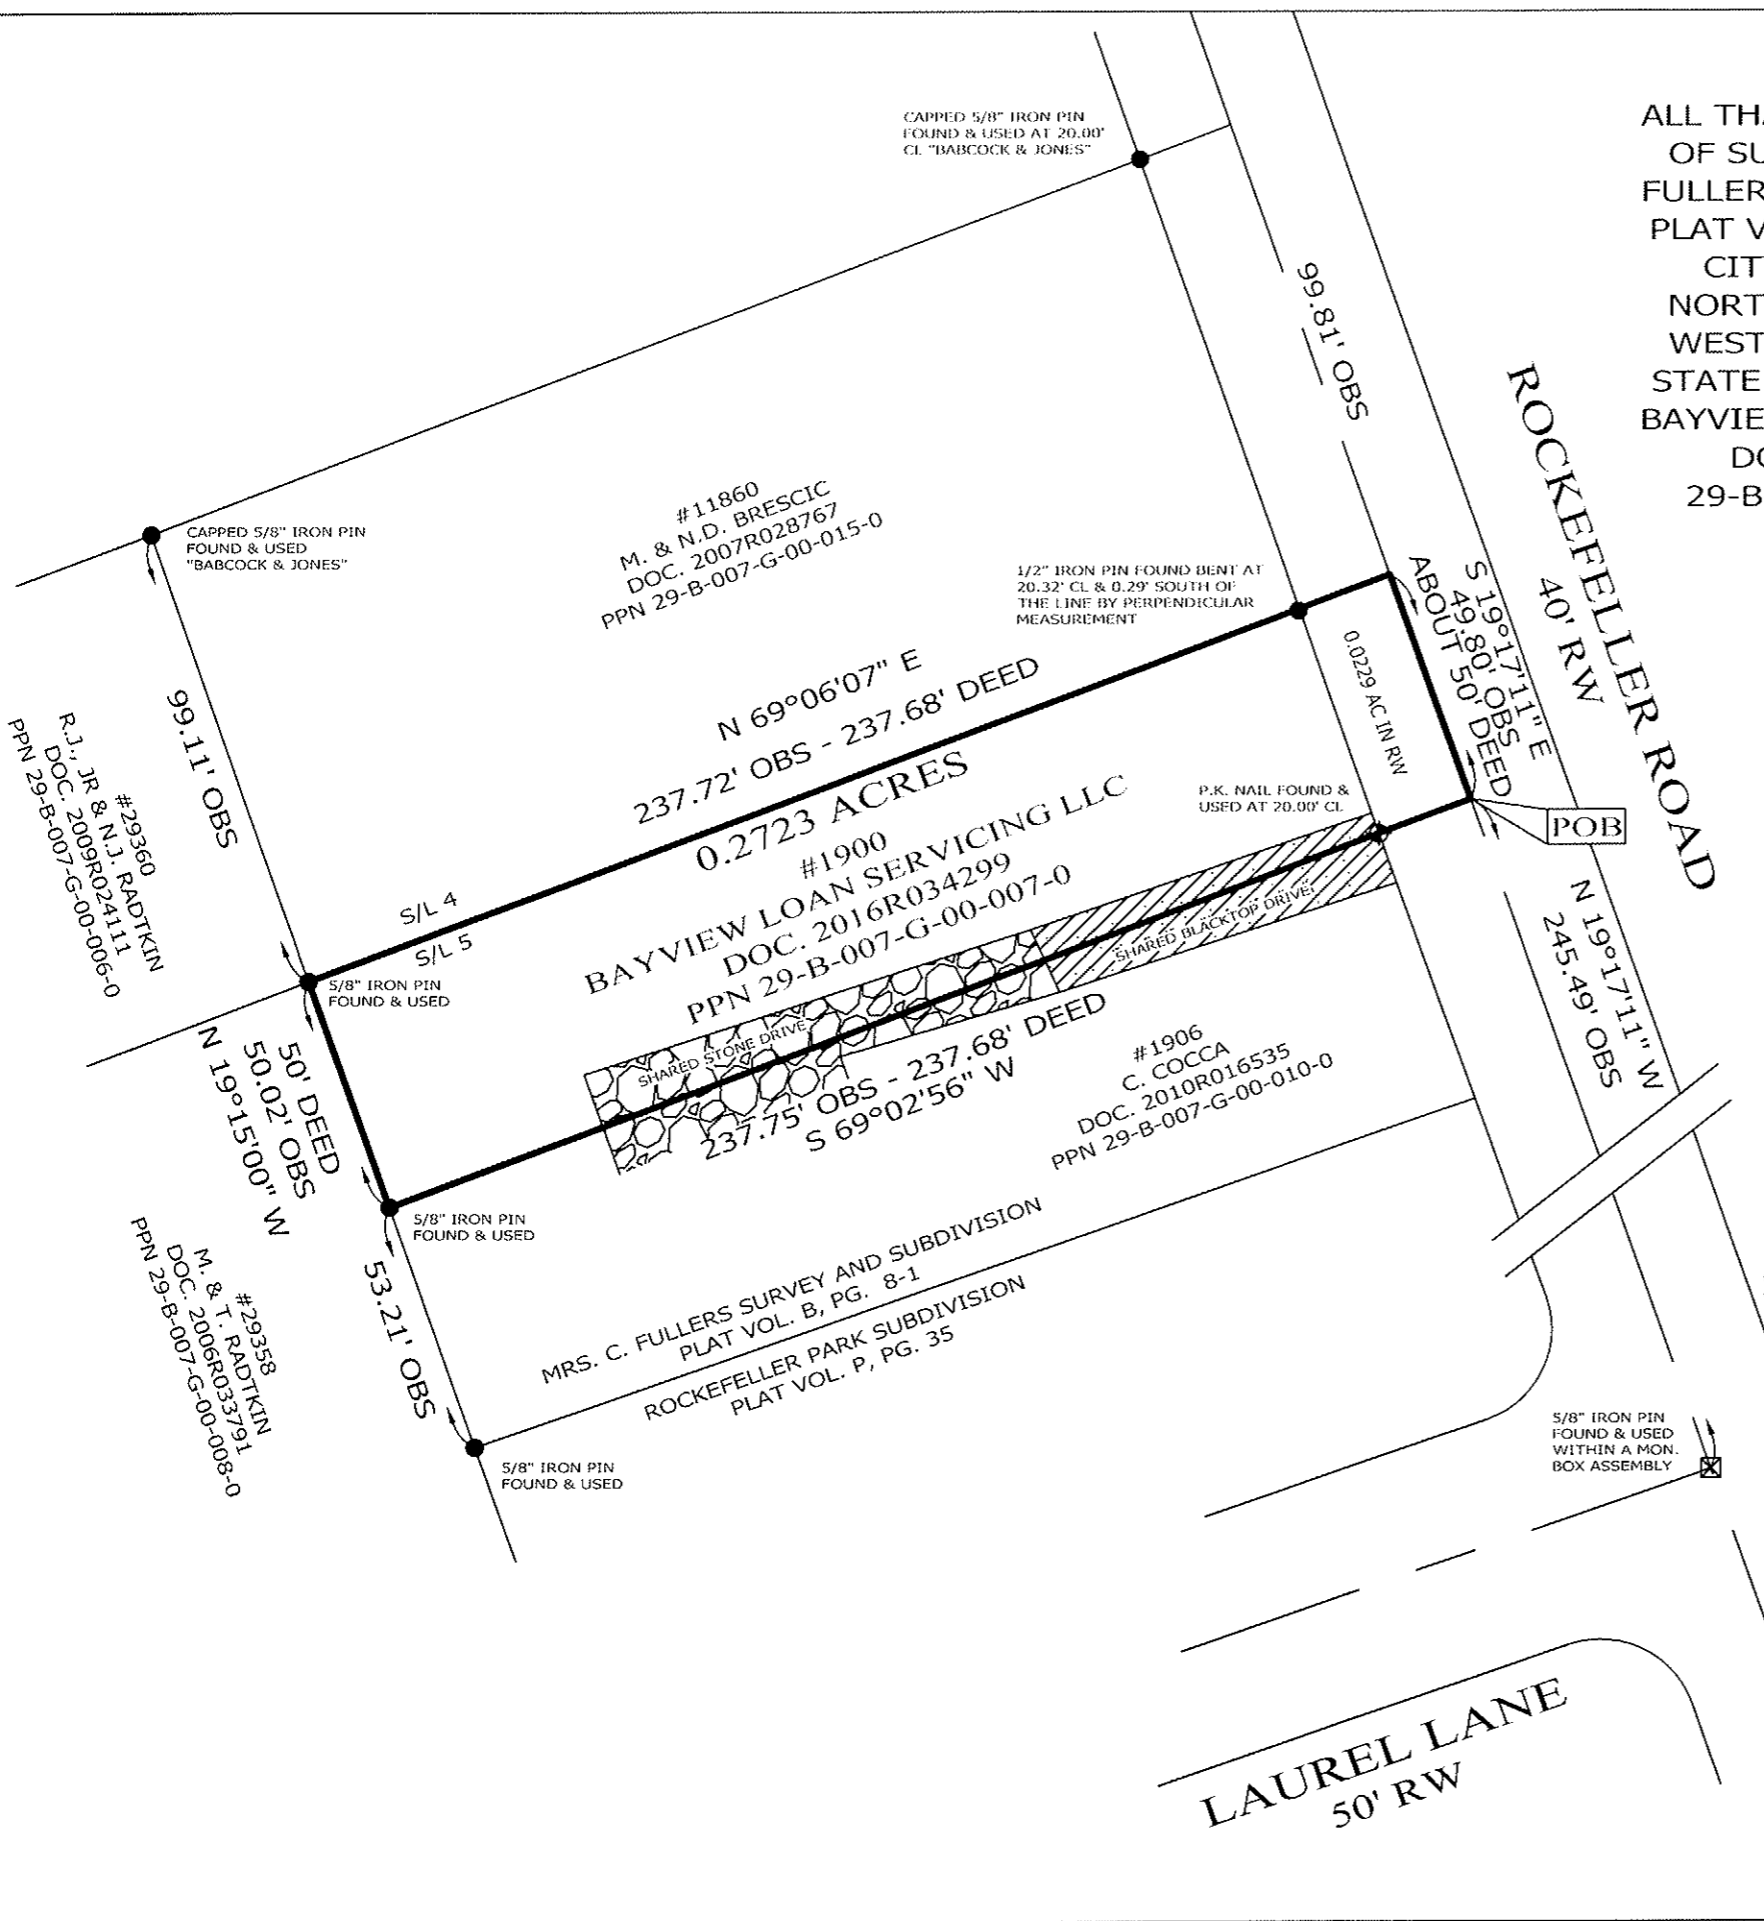 CAPPED 5/8" IRON PIN
FOUND & USED AT 20.00'
CL "BABCOCK & JONES"
ALL TH
OF SU
FULLER
PLAT V
CIT
NORT
WEST
STATE
BAYVIE
DO
29-B
99.81' OBS
ROCKEFELLER ROAD
40' RW
CAPPED 5/8" IRON PIN
FOUND & USED
"BABCOCK & JONES"
#11860
M. & N.D. BRESCIC
DOC. 2007R028767
PPN 29-B-007-G-00-015-0
1/2" IRON PIN FOUND BENT AT
20.32' CL & 0.29' SOUTH OF
THE LINE BY PERPENDICULAR
MEASUREMENT
S 19°17'11" E
49.80' OBS
ABOUT 50' DEED
0.0229 AC IN RW
99.11' OBS
#29360
R.J., JR & N.J. RADTKIN
DOC. 2009R024111
PPN 29-B-007-G-00-006-0
N 69°06'07" E
237.72' OBS - 237.68' DEED
0.2723 ACRES
#1900
BAYVIEW LOAN SERVICING LLC
DOC. 2016R034299
PPN 29-B-007-G-00-007-0
P.K. NAIL FOUND &
USED AT 20.00' CL
POB
S/L 4
S/L 5
5/8" IRON PIN
FOUND & USED
SHARED BLACKTOP DRIVE
SHARED STONE DRIVE
237.75' OBS - 237.68' DEED
S 69°02'56" W
N 19°17'11" W
245.49' OBS
50' DEED
50.02' OBS
N 19°15'00" W
#1906
C. COCCA
DOC. 2010R016535
PPN 29-B-007-G-00-010-0
5/8" IRON PIN
FOUND & USED
#29358
M. & T. RADTKIN
DOC. 2006R033791
PPN 29-B-007-G-00-008-0
53.21' OBS
MRS. C. FULLERS SURVEY AND SUBDIVISION
PLAT VOL. B, PG. 8-1
ROCKEFELLER PARK SUBDIVISION
PLAT VOL. P, PG. 35
5/8" IRON PIN
FOUND & USED
5/8" IRON PIN
FOUND & USED
WITHIN A MON.
BOX ASSEMBLY
LAUREL LANE
50' RW